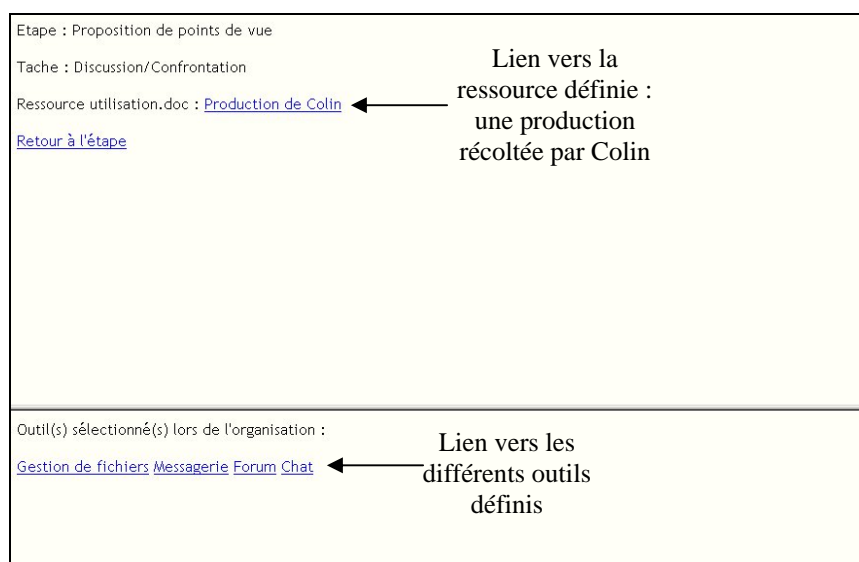 Etape : Proposition de points de vue
Tache : Discussion/Confrontation
Ressource utilisation.doc : Production de Colin
Retour à l'étape
Lien vers la
ressource définie :
une production
récoltée par Colin
Outil(s) sélectionné(s) lors de l'organisation :
Gestion de fichiers Messagerie Forum Chat
Lien vers les
différents outils
définis